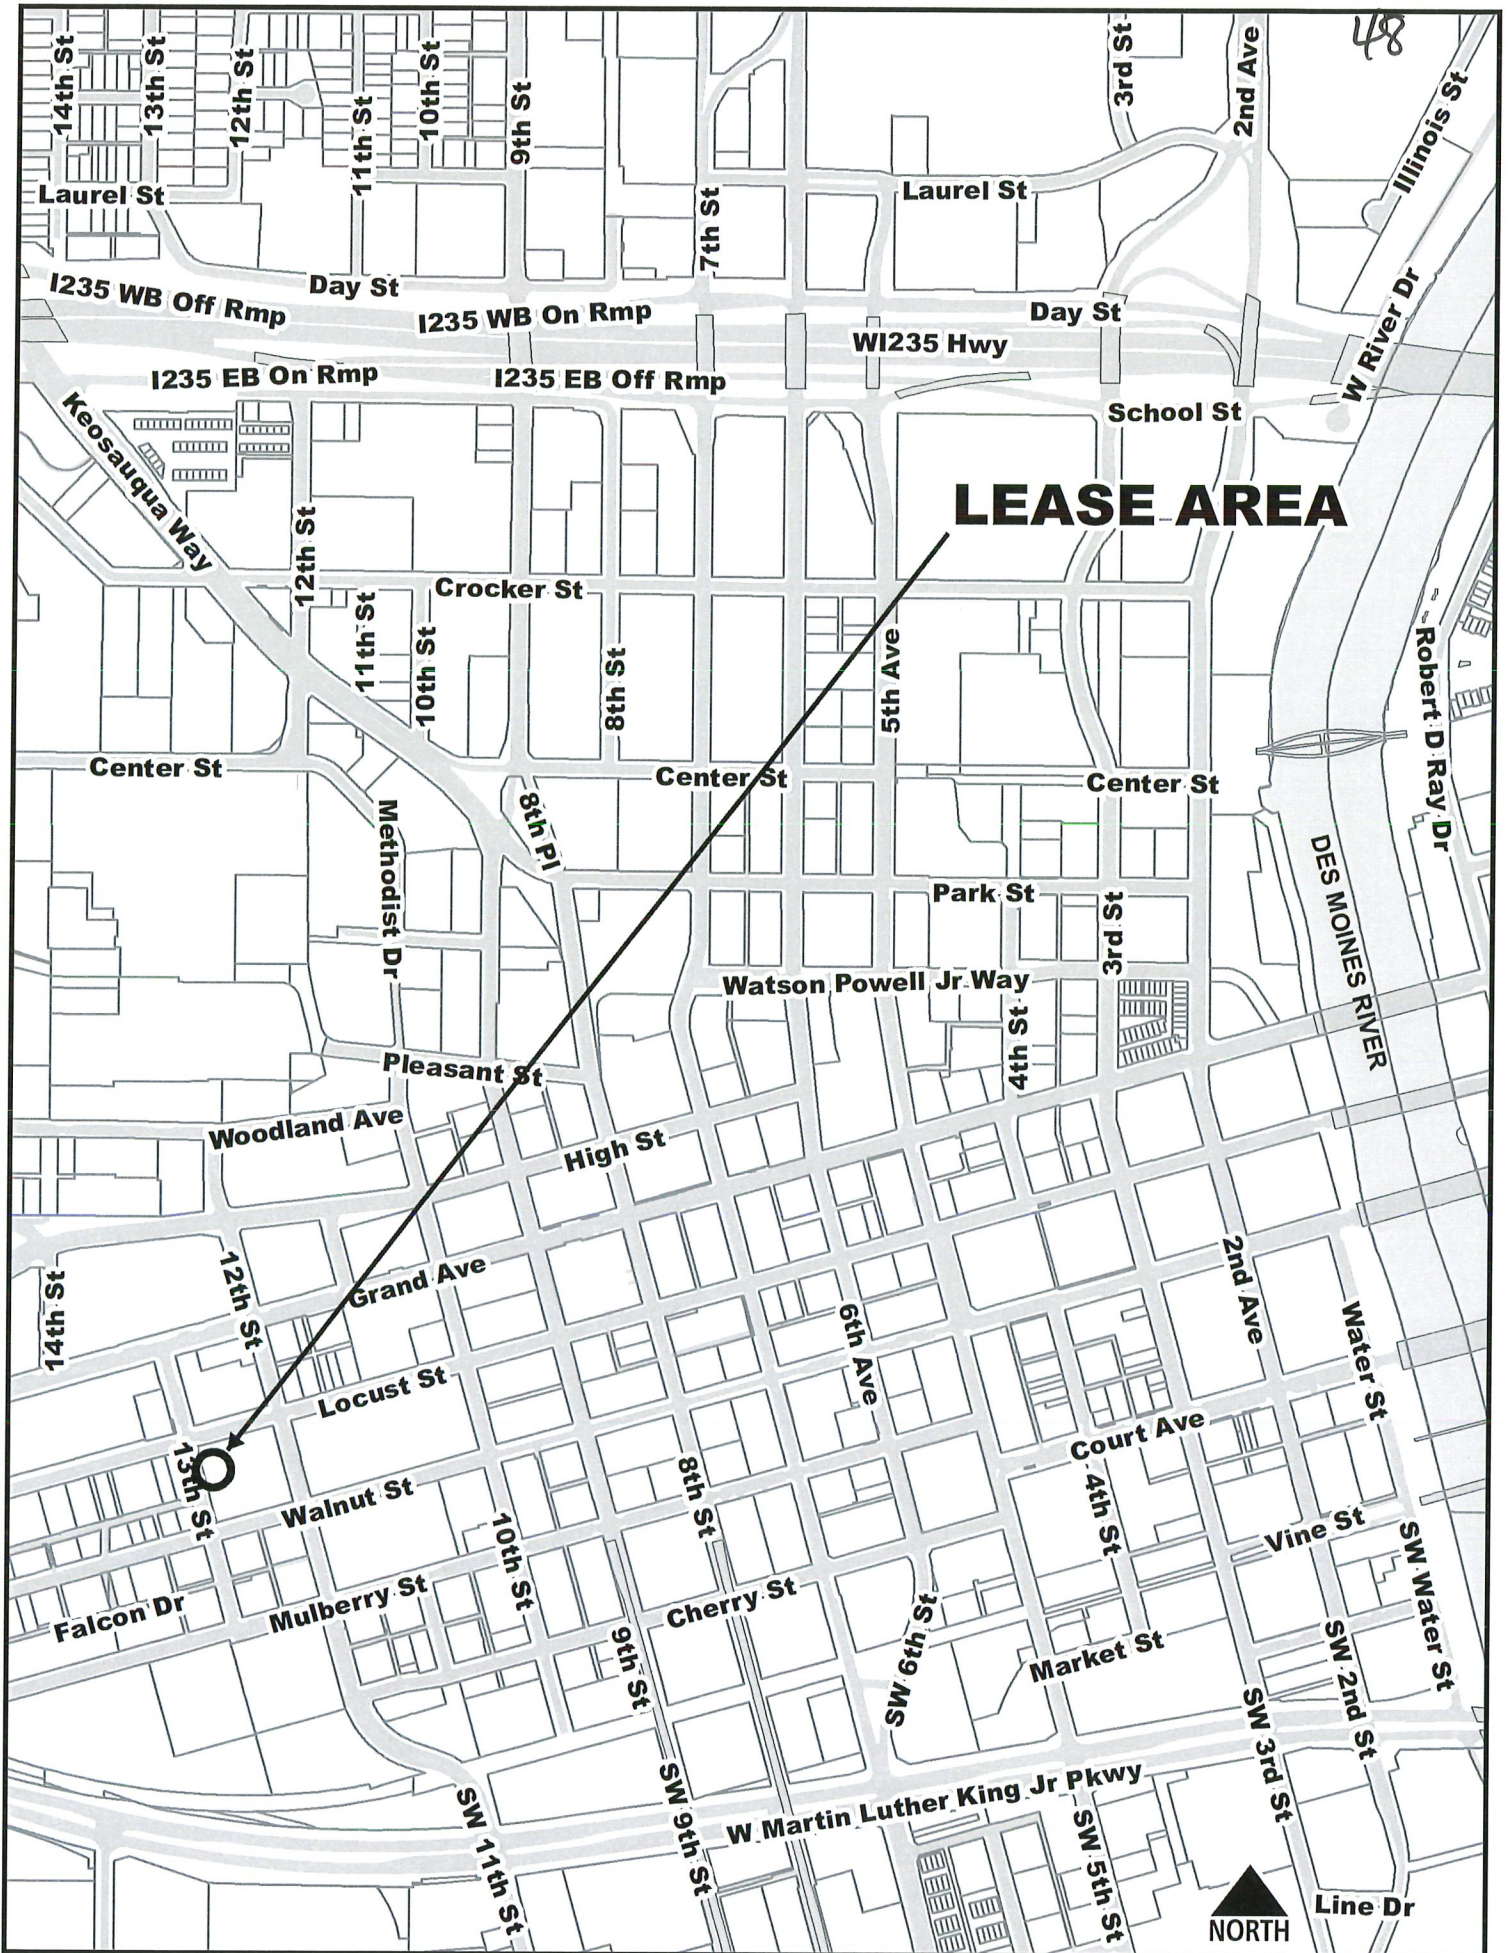 48
14th St
13th St
12th St
11th St
10th St
9th St
7th St
3rd St
2nd Ave
Illinois St
Laurel St
Laurel St
I235 WB Off Rmp
Day St
I235 WB On Rmp
Day St
WI235 Hwy
W River Dr
I235 EB On Rmp
I235 EB Off Rmp
School St
Keosauqua Way
LEASE AREA
12th St
Crocker St
11th St
10th St
8th St
5th Ave
Robert D Ray Dr
Center St
Center St
Center St
Methodist Dr
8th Pl
DES MOINES RIVER
Park St
3rd St
Watson Powell Jr Way
4th St
Pleasant St
Woodland Ave
High St
14th St
12th St
Grand Ave
6th Ave
2nd Ave
Water St
Locust St
Court Ave
13th St
Walnut St
8th St
4th St
10th St
Vine St
SW Water St
Falcon Dr
Mulberry St
Cherry St
9th St
SW 6th St
Market St
SW 2nd St
SW 3rd St
SW 11th St
SW 9th St
W Martin Luther King Jr Pkwy
SW 5th St
Line Dr
NORTH